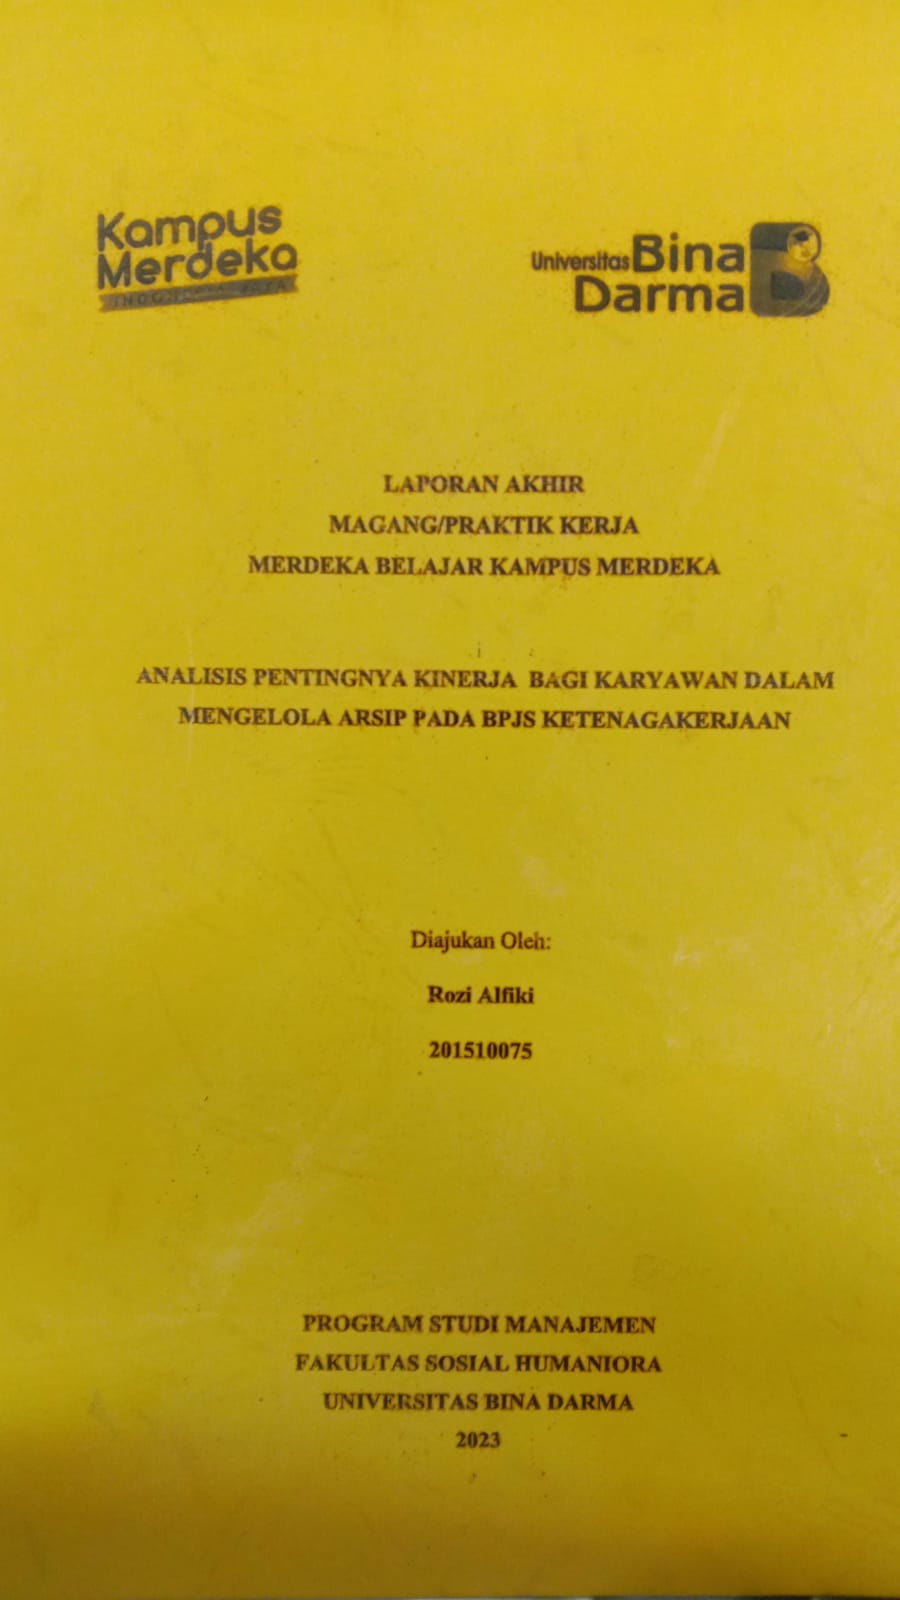 Kampus
Merdeka
INDONESIA JAYA
Universitas Bina
Darma
LAPORAN AKHIR
MAGANG/PRAKTIK KERJA
MERDEKA BELAJAR KAMPUS MERDEKA
ANALISIS PENTINGNYA KINERJA BAGI KARYAWAN DALAM
MENGELOLA ARSIP PADA BPJS KETENAGAKERJAAN
Diajukan Oleh:
Rozi Alfiki
201510075
PROGRAM STUDI MANAJEMEN
FAKULTAS SOSIAL HUMANIORA
UNIVERSITAS BINA DARMA
2023